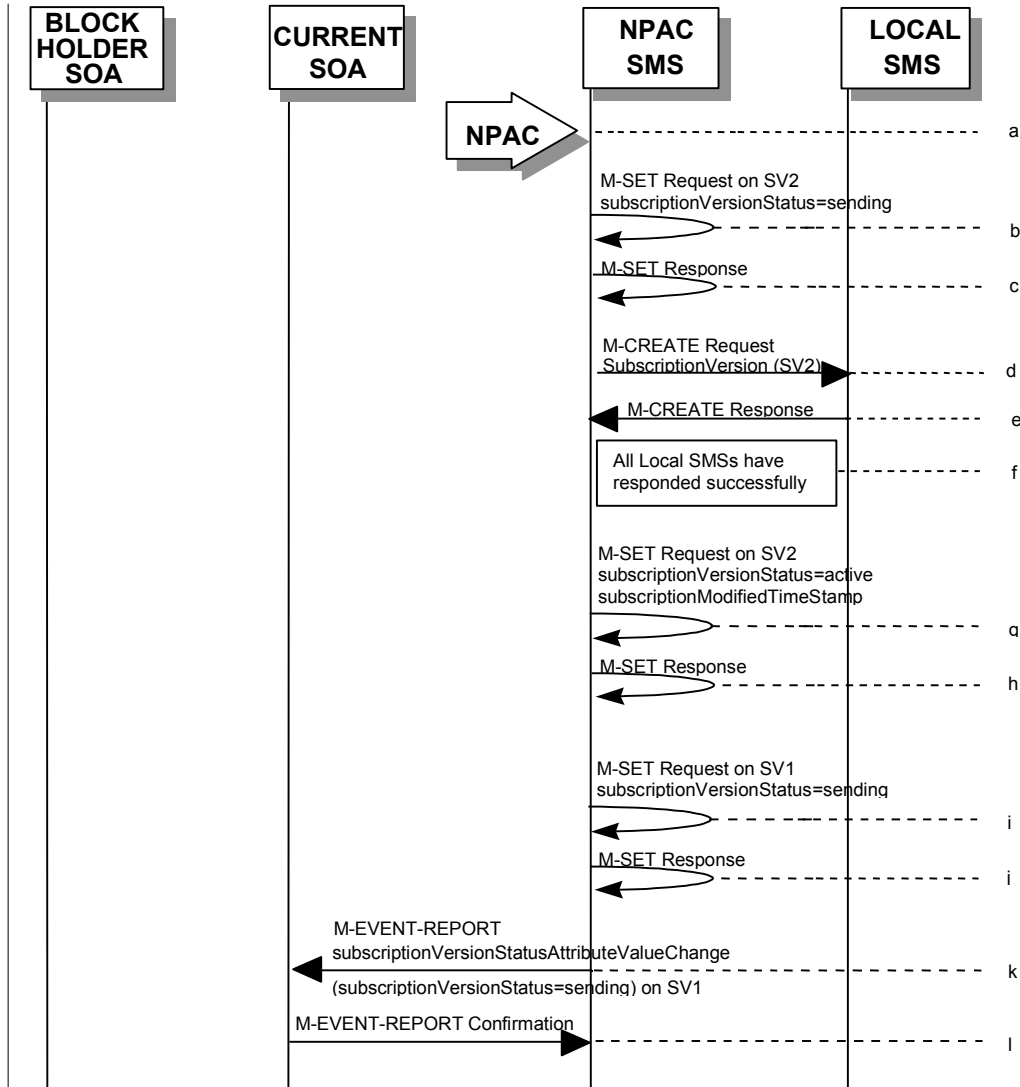 BLOCK
HOLDER
SOA
CURRENT
SOA
NPAC
SMS
LOCAL
SMS
NPAC
a
M-SET Request on SV2
subscriptionVersionStatus=sending
b
M-SET Response
c
M-CREATE Request
SubscriptionVersion (SV2)
d
M-CREATE Response
e
All Local SMSs have
responded successfully
f
M-SET Request on SV2
subscriptionVersionStatus=active
subscriptionModifiedTimeStamp
g
M-SET Response
h
M-SET Request on SV1
subscriptionVersionStatus=sending
i
M-SET Response
j
M-EVENT-REPORT
subscriptionVersionStatusAttributeValueChange
(subscriptionVersionStatus=sending) on SV1
k
M-EVENT-REPORT Confirmation
l